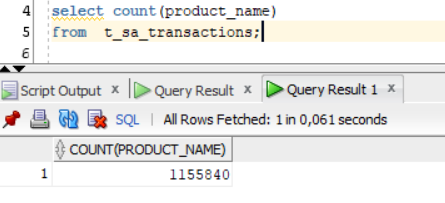 4 select count(product_name)
5 from t_sa_transactions;
6
Script Output x Query Result x Query Result 1 x
SQL | All Rows Fetched: 1 in 0,061 seconds
COUNT(PRODUCT_NAME)
1 1155840